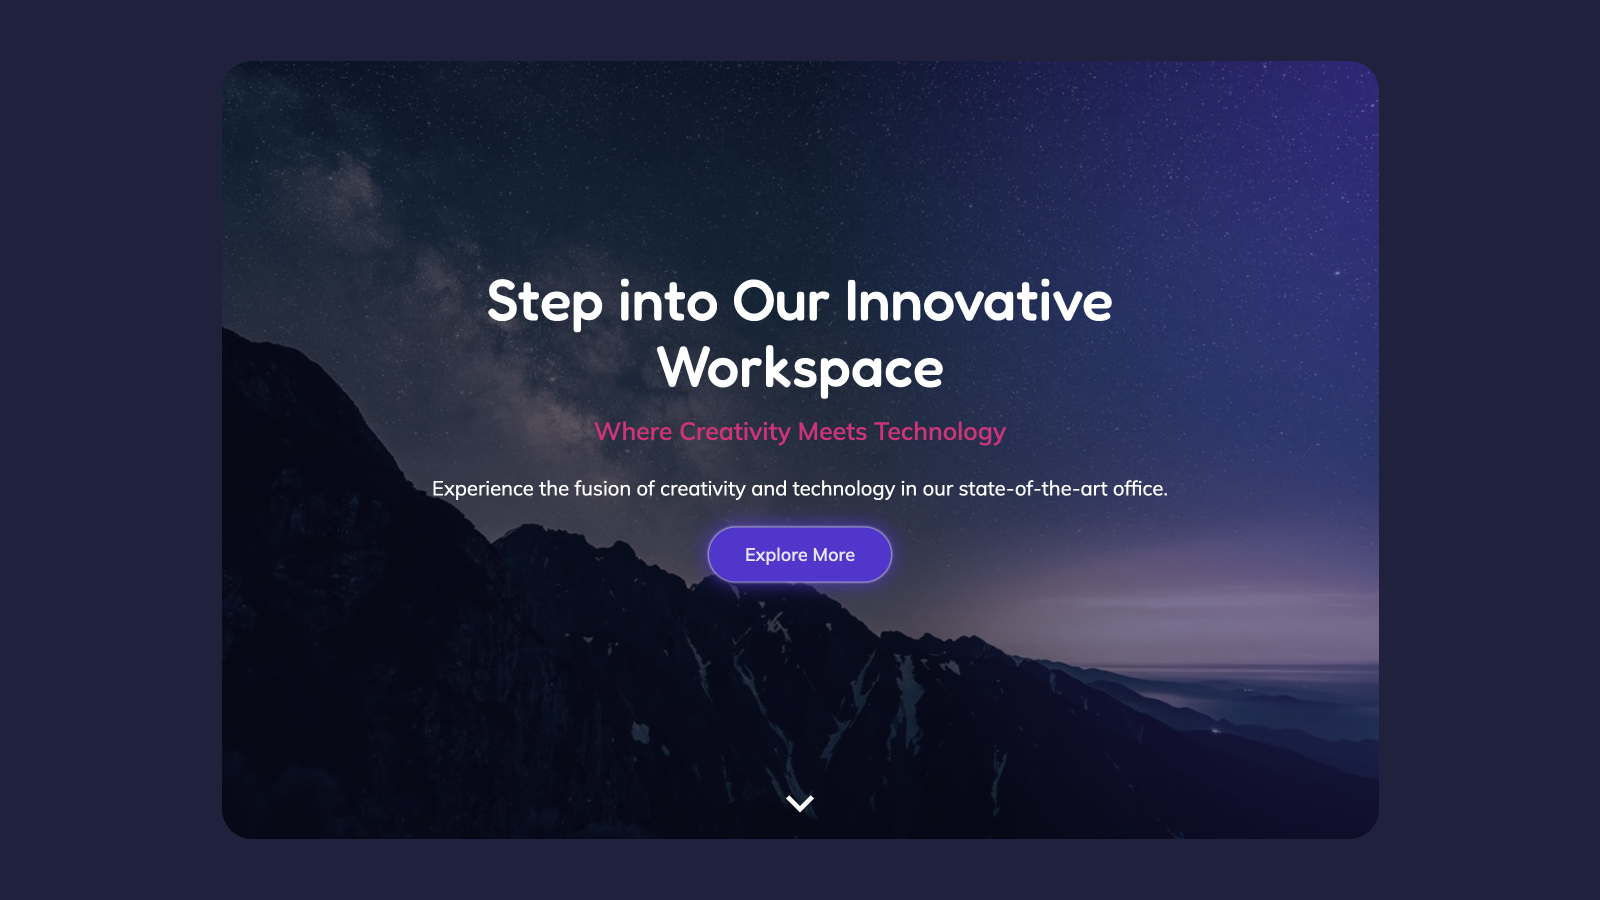 Step into Our Innovative
Workspace
Where Creativity Meets Technology
Experience the fusion of creativity and technology in our state-of-the-art office.
Explore More